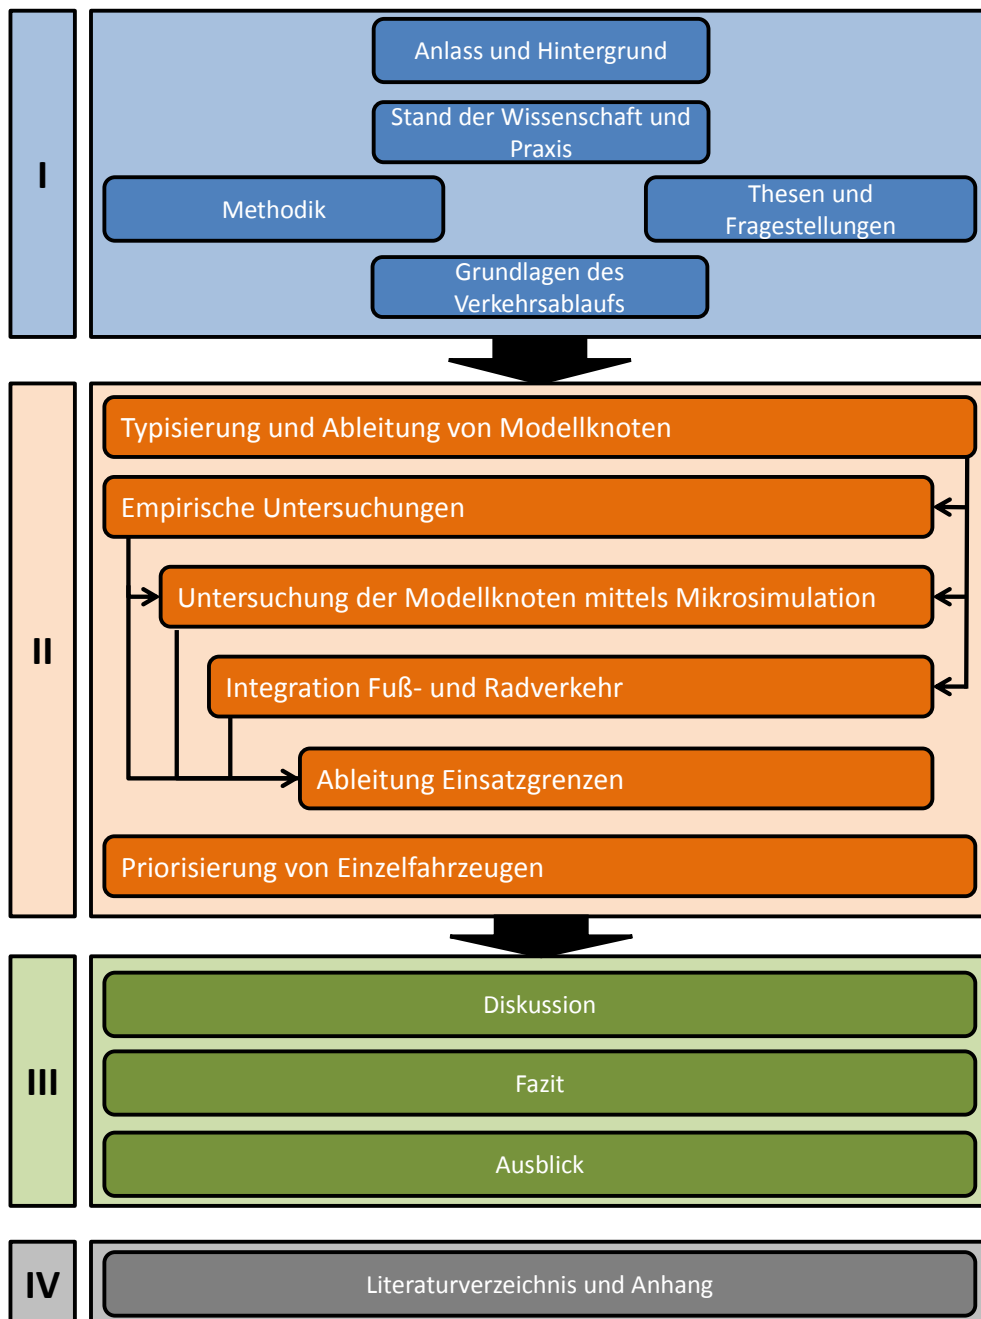 I
Anlass und Hintergrund
Stand der Wissenschaft und
Praxis
Methodik
Thesen und
Fragestellungen
Grundlagen des
Verkehrsablaufs
II
Typisierung und Ableitung von Modellknoten
Empirische Untersuchungen
Untersuchung der Modellknoten mittels Mikrosimulation
Integration Fuß- und Radverkehr
Ableitung Einsatzgrenzen
Priorisierung von Einzelfahrzeugen
III
Diskussion
Fazit
Ausblick
IV
Literaturverzeichnis und Anhang